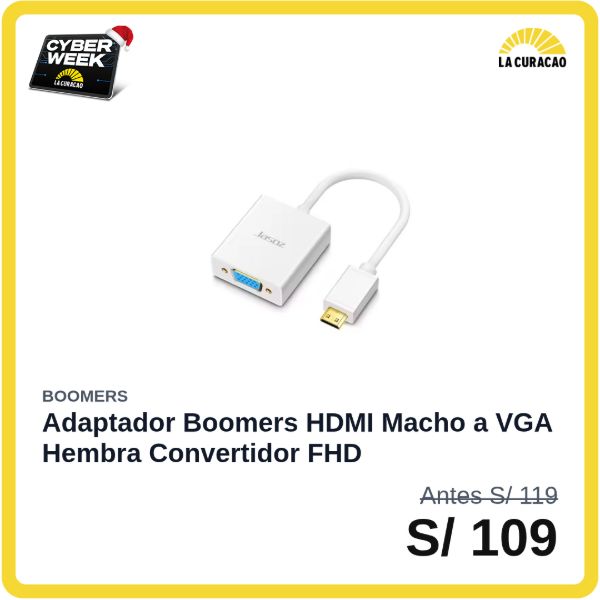 CYBER
WEEK
LA CURACAO
LA CURACAO
BOOMERS
Adaptador Boomers HDMI Macho a VGA
Hembra Convertidor FHD
Antes S/ 119
S/ 109